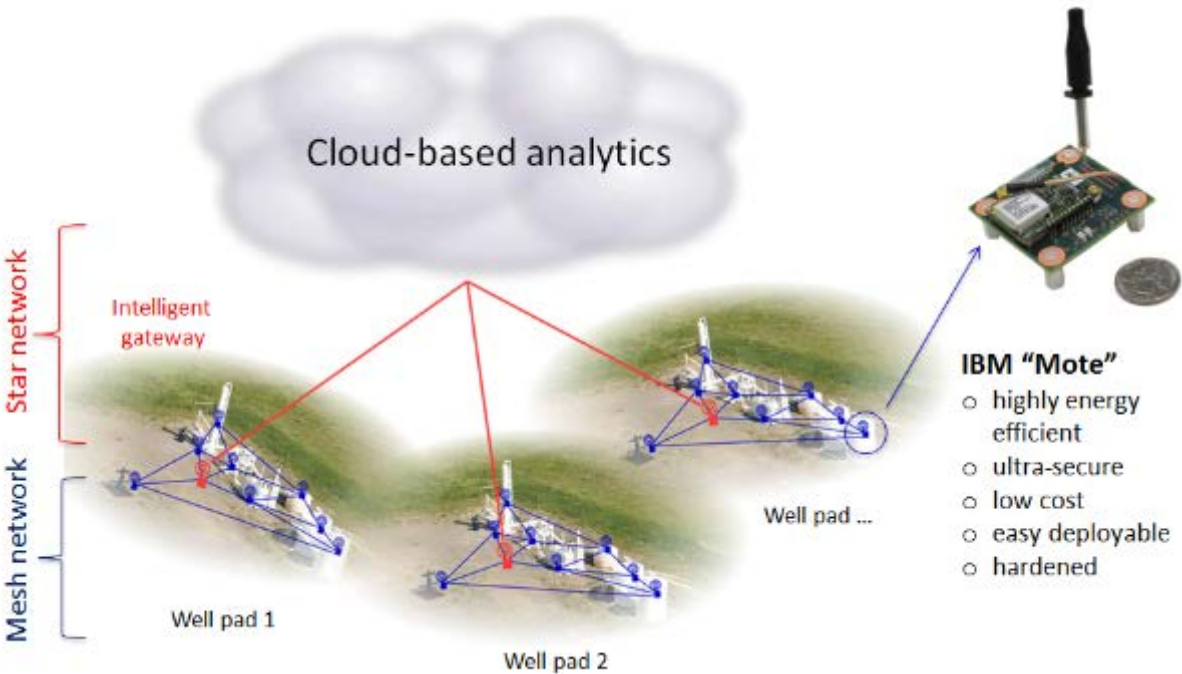 Cloud-based analytics
Star network
Intelligent
gateway
IBM “Mote”
○ highly energy
efficient
○ ultra-secure
○ low cost
○ easy deployable
○ hardened
Mesh network
Well pad ...
Well pad 1
Well pad 2